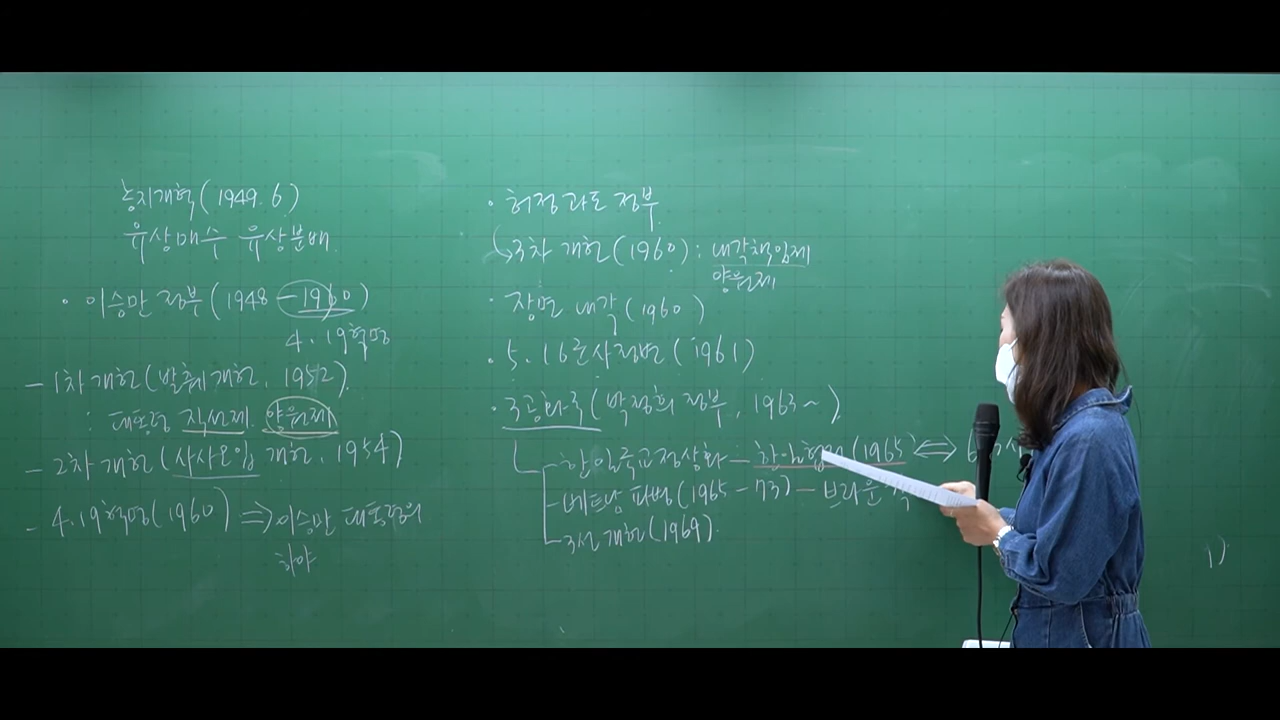 농지개혁(1949.6)
유상매수 유상분배
· 이승만 정부(1948 - 1960)
4.19혁명
- 1차 개헌(발췌개헌, 1952)
: 대통령 직선제 양원제
- 2차 개헌(사사오입 개헌, 1954)
- 4.19혁명(1960) ⇒ 이승만 대통령의
하야
· 허정 과도 정부
↳ 3차 개헌(1960) : 내각책임제
양원제
· 장면 내각(1960)
· 5.16군사정변(1961)
· 3공화국(박정희 정부, 1963~)
한일국교정상화 - 한일협정(1965) ⇔ 6
베트남 파병(1965 - 73) - 브라운
3선 개헌(1969)
1)